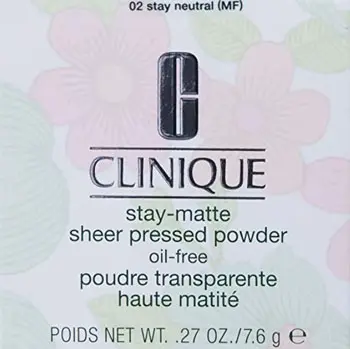 02 stay neutral (MF)
CLINIQUE
stay-matte
sheer pressed powder
oil-free
poudre transparente
haute matité
POIDS NET WT. .27 OZ./7.6 g ℮